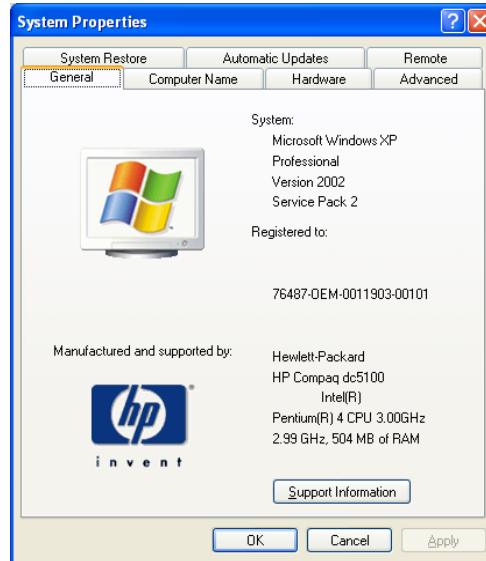 System Properties
System Restore Automatic Updates Remote
General Computer Name Hardware Advanced
System:
Microsoft Windows XP
Professional
Version 2002
Service Pack 2
Registered to:
76487-OEM-0011903-00101
Manufactured and supported by:
Hewlett-Packard
HP Compaq dc5100
Intel(R)
Pentium(R) 4 CPU 3.00GHz
2.99 GHz, 504 MB of RAM
hp
invent
Support Information
OK Cancel Apply